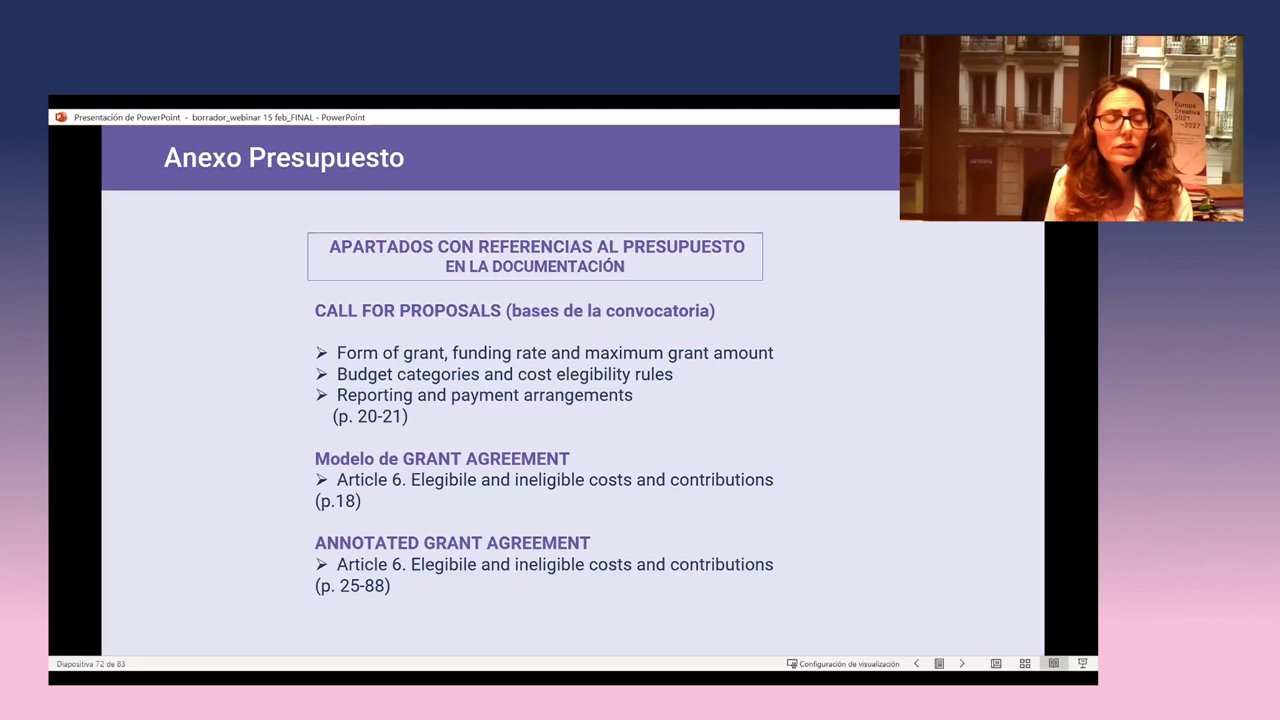 Presentación de PowerPoint - borrador_webinar 15 feb_FINAL - PowerPoint
Anexo Presupuesto
Europa
Creativa
2021
–2027
APARTADOS CON REFERENCIAS AL PRESUPUESTO
EN LA DOCUMENTACIÓN
CALL FOR PROPOSALS (bases de la convocatoria)
➢ Form of grant, funding rate and maximum grant amount
➢ Budget categories and cost elegibility rules
➢ Reporting and payment arrangements
(p. 20-21)
Modelo de GRANT AGREEMENT
➢ Article 6. Elegibile and ineligible costs and contributions
(p.18)
ANNOTATED GRANT AGREEMENT
➢ Article 6. Elegibile and ineligible costs and contributions
(p. 25-88)
Diapositiva 72 de 83
Configuración de visualización